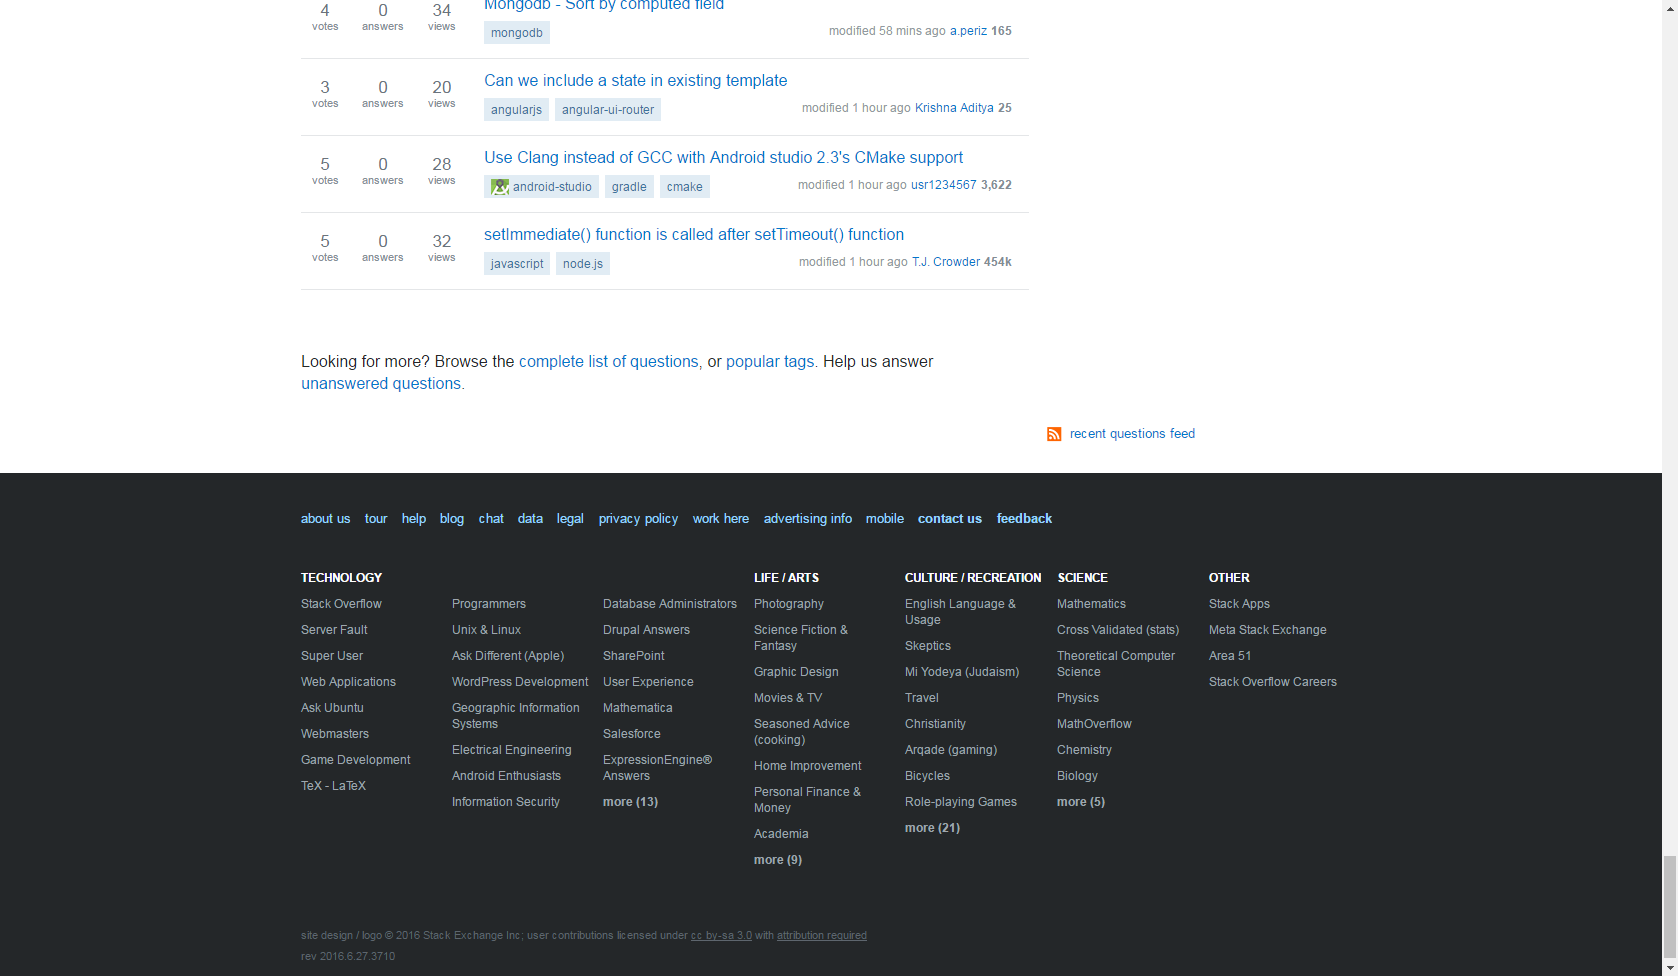 4 0 34 Mongodb - Sort by computed field
votes answers views mongodb modified 58 mins ago a.periz 165
3 0 20 Can we include a state in existing template
votes answers views angularjs angular-ui-router modified 1 hour ago Krishna Aditya 25
5 0 28 Use Clang instead of GCC with Android studio 2.3's CMake support
votes answers views android-studio gradle cmake modified 1 hour ago usr1234567 3,622
5 0 32 setImmediate() function is called after setTimeout() function
votes answers views javascript node.js modified 1 hour ago T.J. Crowder 454k
Looking for more? Browse the complete list of questions, or popular tags. Help us answer
unanswered questions.
recent questions feed
about us tour help blog chat data legal privacy policy work here advertising info mobile contact us feedback
TECHNOLOGY
Stack Overflow
Server Fault
Super User
Web Applications
Ask Ubuntu
Webmasters
Game Development
TeX - LaTeX
Programmers
Unix & Linux
Ask Different (Apple)
WordPress Development
Geographic Information
Systems
Electrical Engineering
Android Enthusiasts
Information Security
Database Administrators
Drupal Answers
SharePoint
User Experience
Mathematica
Salesforce
ExpressionEngine®
Answers
more (13)
LIFE / ARTS
Photography
Science Fiction &
Fantasy
Graphic Design
Movies & TV
Seasoned Advice
(cooking)
Home Improvement
Personal Finance &
Money
Academia
more (9)
CULTURE / RECREATION
English Language &
Usage
Skeptics
Mi Yodeya (Judaism)
Travel
Christianity
Arqade (gaming)
Bicycles
Role-playing Games
more (21)
SCIENCE
Mathematics
Cross Validated (stats)
Theoretical Computer
Science
Physics
MathOverflow
Chemistry
Biology
more (5)
OTHER
Stack Apps
Meta Stack Exchange
Area 51
Stack Overflow Careers
site design / logo © 2016 Stack Exchange Inc; user contributions licensed under cc by-sa 3.0 with attribution required
rev 2016.6.27.3710